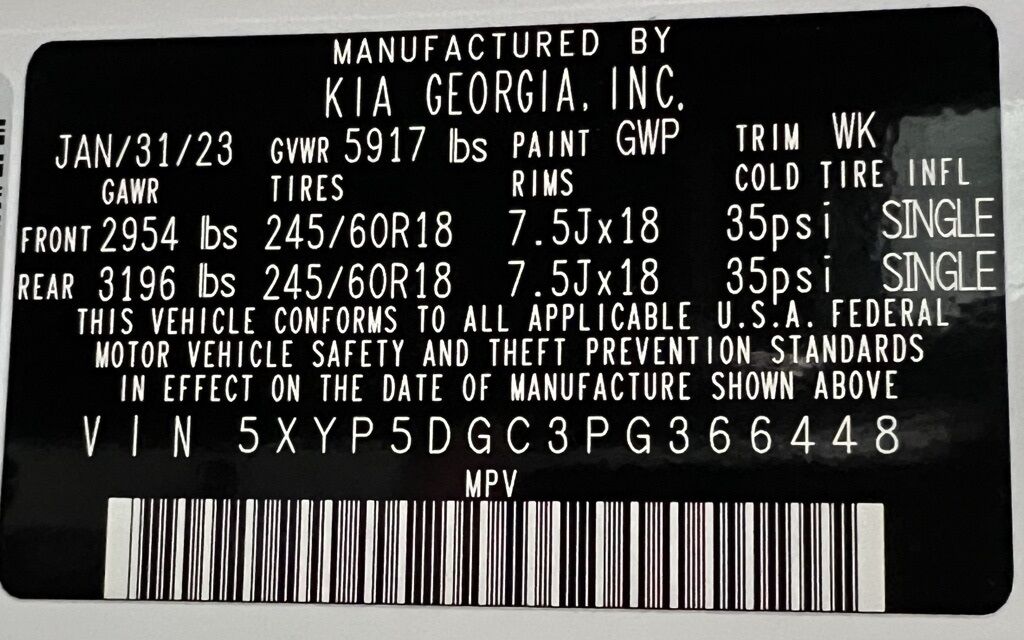 MANUFACTURED BY
KIA GEORGIA, INC.
JAN/31/23 GVWR 5917 lbs PAINT GWP TRIM WK
GAWR TIRES RIMS COLD TIRE INFL
FRONT 2954 lbs 245/60R18 7.5Jx18 35psi SINGLE
REAR 3196 lbs 245/60R18 7.5Jx18 35psi SINGLE
THIS VEHICLE CONFORMS TO ALL APPLICABLE U.S.A. FEDERAL
MOTOR VEHICLE SAFETY AND THEFT PREVENTION STANDARDS
IN EFFECT ON THE DATE OF MANUFACTURE SHOWN ABOVE
VIN 5XYP5DGC3PG366448
MPV